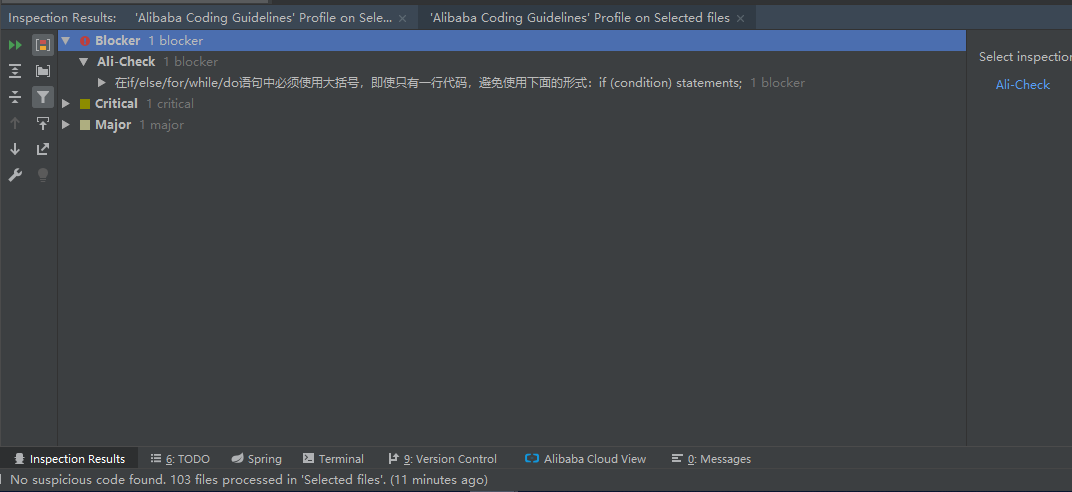 Inspection Results: 'Alibaba Coding Guidelines' Profile on Sele... 'Alibaba Coding Guidelines' Profile on Selected files
Blocker 1 blocker
Select inspection
Ali-Check 1 blocker
Ali-Check
在if/else/for/while/do语句中必须使用大括号，即使只有一行代码，避免使用下面的形式：if (condition) statements; 1 blocker
Critical 1 critical
Major 1 major
Inspection Results 6: TODO Spring Terminal 9: Version Control Alibaba Cloud View 0: Messages
No suspicious code found. 103 files processed in 'Selected files'. (11 minutes ago)